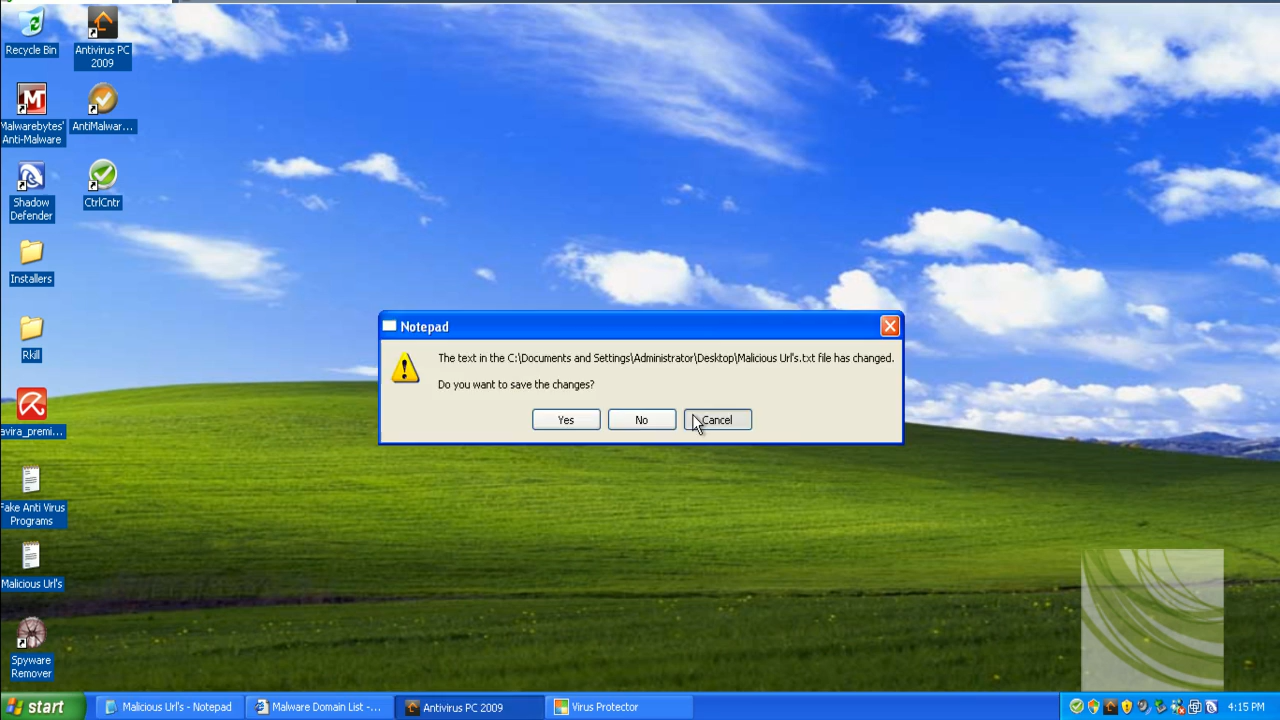 Recycle Bin
Antivirus PC
2009
Malwarebytes'
Anti-Malware
AntiMalwar...
Shadow
Defender
CtrlCntr
Installers
Rkill
avira_premi...
Fake Anti Virus
Programs
Malicious Url's
Spyware
Remover
Notepad
The text in the C:\Documents and Settings\Administrator\Desktop\Malicious Url's.txt file has changed.
Do you want to save the changes?
Yes
No
Cancel
start
Malicious Url's - Notepad
Malware Domain List -...
Antivirus PC 2009
Virus Protector
4:15 PM